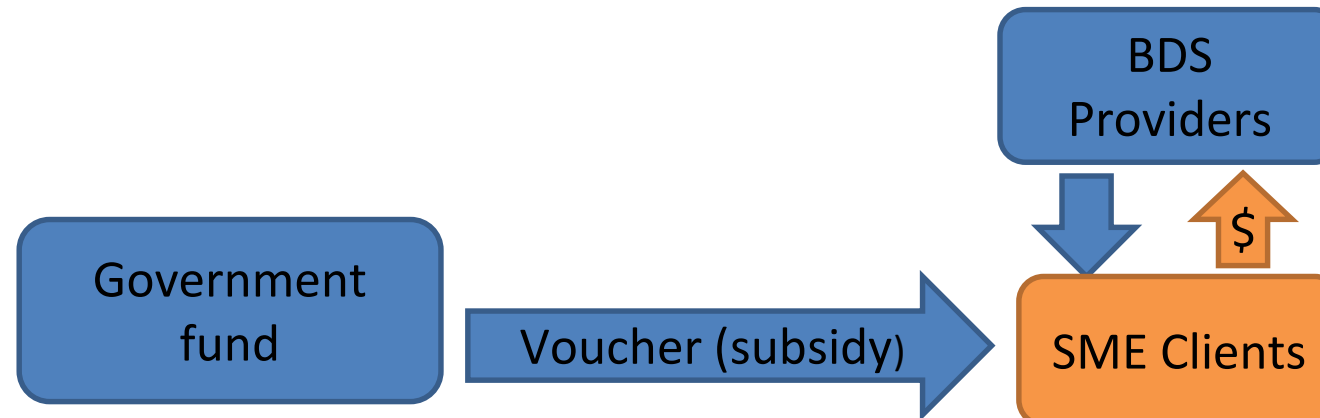 BDS
Providers
$
Government
fund
Voucher (subsidy)
SME Clients